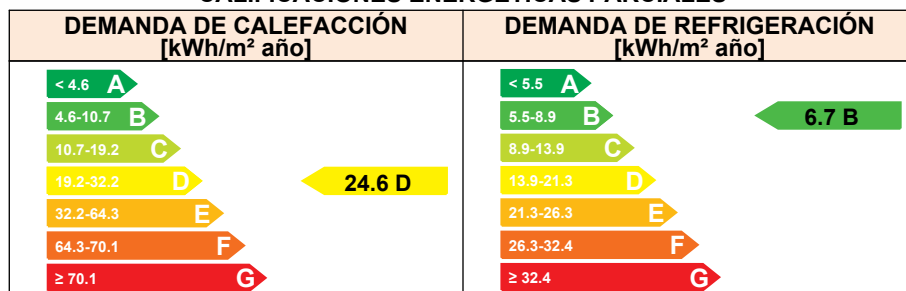 CALIFICACIONES ENERGÉTICAS PARCIALES
DEMANDA DE CALEFACCIÓN
[kWh/m² año]
< 4.6 A
4.6-10.7 B
10.7-19.2 C
19.2-32.2 D
24.6 D
32.2-64.3 E
64.3-70.1 F
≥ 70.1 G
DEMANDA DE REFRIGERACIÓN
[kWh/m² año]
< 5.5 A
5.5-8.9 B
6.7 B
8.9-13.9 C
13.9-21.3 D
21.3-26.3 E
26.3-32.4 F
≥ 32.4 G